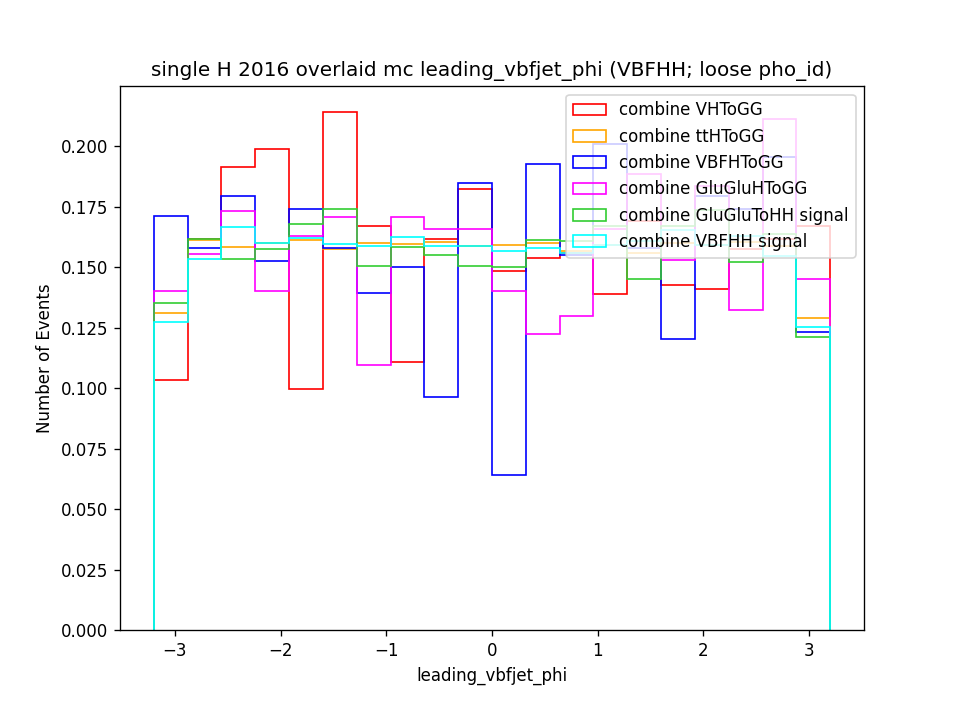 single H 2016 overlaid mc leading_vbfjet_phi (VBFHH; loose pho_id)
combine VHToGG
combine ttHToGG
combine VBFHToGG
combine GluGluHToGG
combine GluGluToHH signal
combine VBFHH signal
0.200
0.175
0.150
0.125
0.100
0.075
0.050
0.025
0.000
Number of Events
−3 −2 −1 0 1 2 3
leading_vbfjet_phi